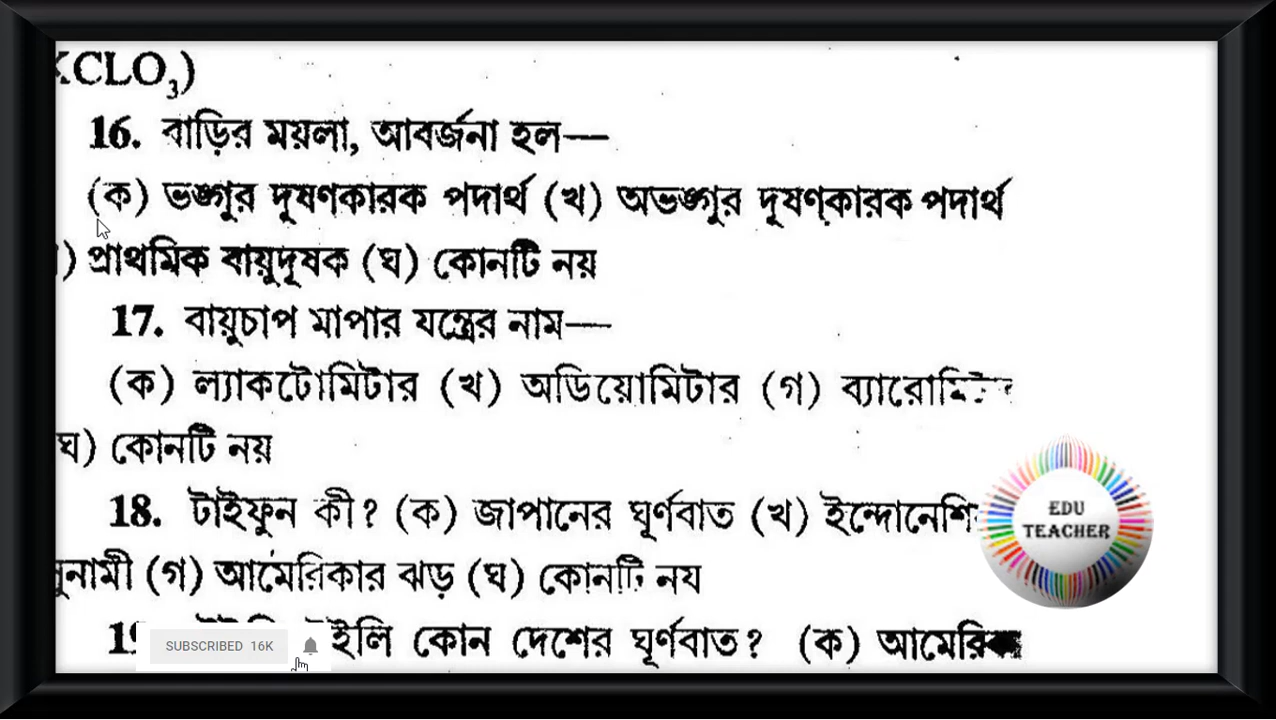 KCLO₃)
16. বাড়ির ময়লা, আবর্জনা হল—
(ক) ভঙ্গুর দূষণকারক পদার্থ (খ) অভঙ্গুর দূষণকারক পদার্থ
) প্রাথমিক বায়ুদূষক (ঘ) কোনটি নয়
17. বায়ুচাপ মাপার যন্ত্রের নাম—
(ক) ল্যাকটোমিটার (খ) অডিয়োমিটার (গ)
ঘ) কোনটি নয়
18. টাইফুন কী? (ক) জাপানের ঘূর্ণবাত (খ)
EDU
TEACHER
(গ) আমেরিকার ঝড় (ঘ) কোনটি নয
কোন দেশের ঘূর্ণবাত? (ক)
SUBSCRIBED 16K